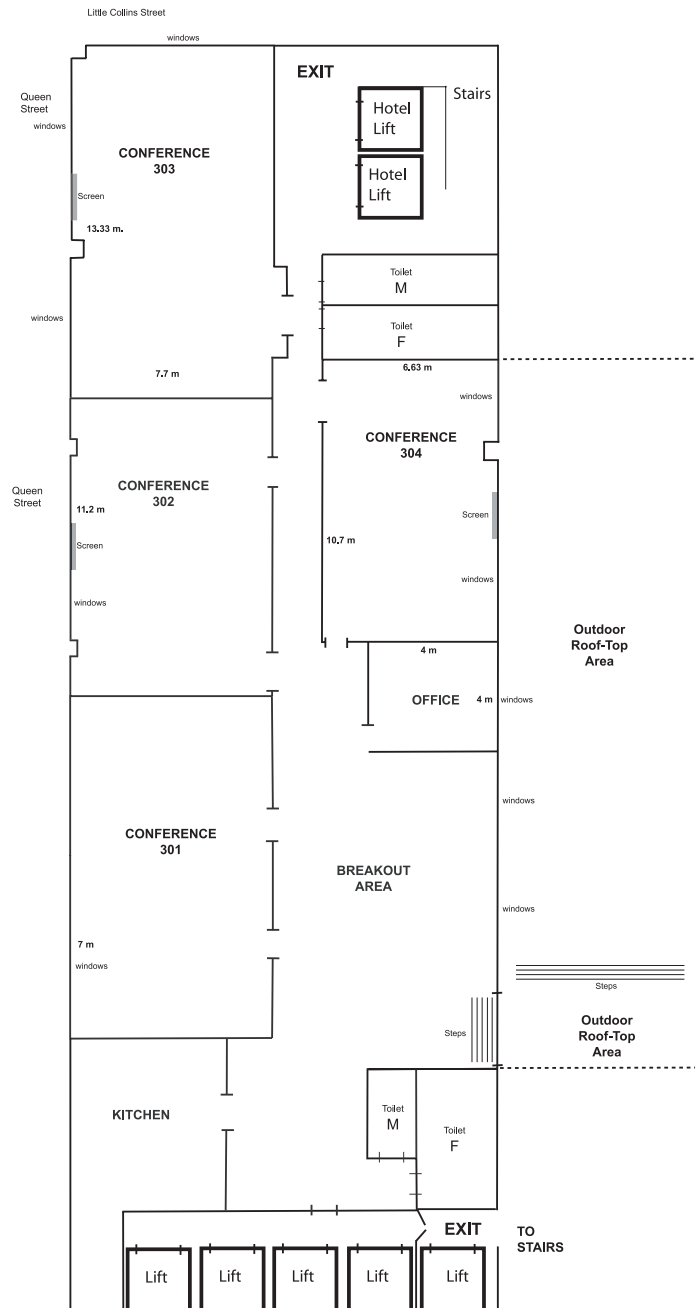 Little Collins Street
windows
EXIT
Stairs
Hotel
Lift
Queen
Street
windows
CONFERENCE
303
Hotel
Lift
Screen
13.33 m.
Toilet
M
windows
Toilet
F
7.7 m
6.63 m
windows
CONFERENCE
304
CONFERENCE
302
Queen
Street
11.2 m
Screen
10.7 m
Screen
windows
windows
Outdoor
Roof-Top
Area
4 m
OFFICE
4 m
windows
windows
CONFERENCE
301
BREAKOUT
AREA
windows
7 m
windows
Steps
Outdoor
Roof-Top
Area
Steps
KITCHEN
Toilet
M
Toilet
F
EXIT
TO
STAIRS
Lift
Lift
Lift
Lift
Lift